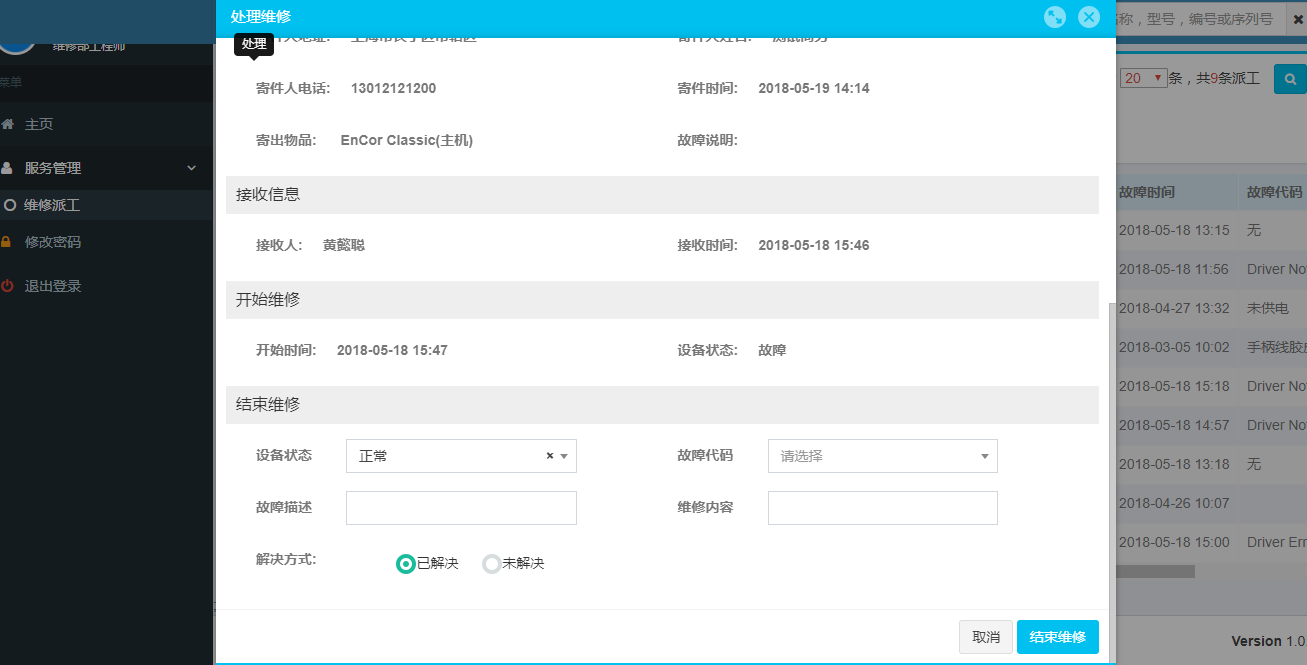 处理维修
名称，型号，编号或序列号
维修部工程师
处理
寄件人电话: 13012121200 寄件时间: 2018-05-19 14:14
寄出物品: EnCor Classic(主机) 故障说明:
接收信息
接收人: 黄懿聪 接收时间: 2018-05-18 15:46
开始维修
开始时间: 2018-05-18 15:47 设备状态: 故障
结束维修
设备状态 正常 × 故障代码 请选择
故障描述 维修内容
解决方式: 已解决 未解决
取消 结束维修
菜单
主页
服务管理
维修派工
修改密码
退出登录
20 条，共9条派工
故障时间 故障代码
2018-05-18 13:15 无
2018-05-18 11:56 Driver No
2018-04-27 13:32 未供电
2018-03-05 10:02 手柄线胶
2018-05-18 15:18 Driver No
2018-05-18 14:57 Driver No
2018-05-18 13:18 无
2018-04-26 10:07
2018-05-18 15:00 Driver Err
Version 1.0